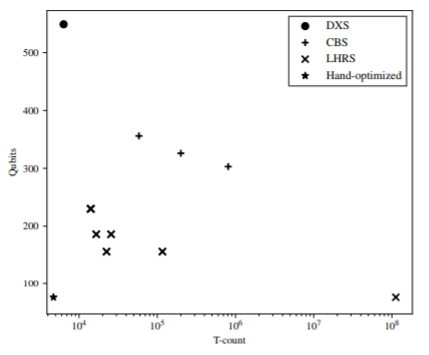 DXS
CBS
LHRS
Hand-optimized
500
400
300
200
100
Qubits
10⁴ 10⁵ 10⁶ 10⁷ 10⁸
T-count